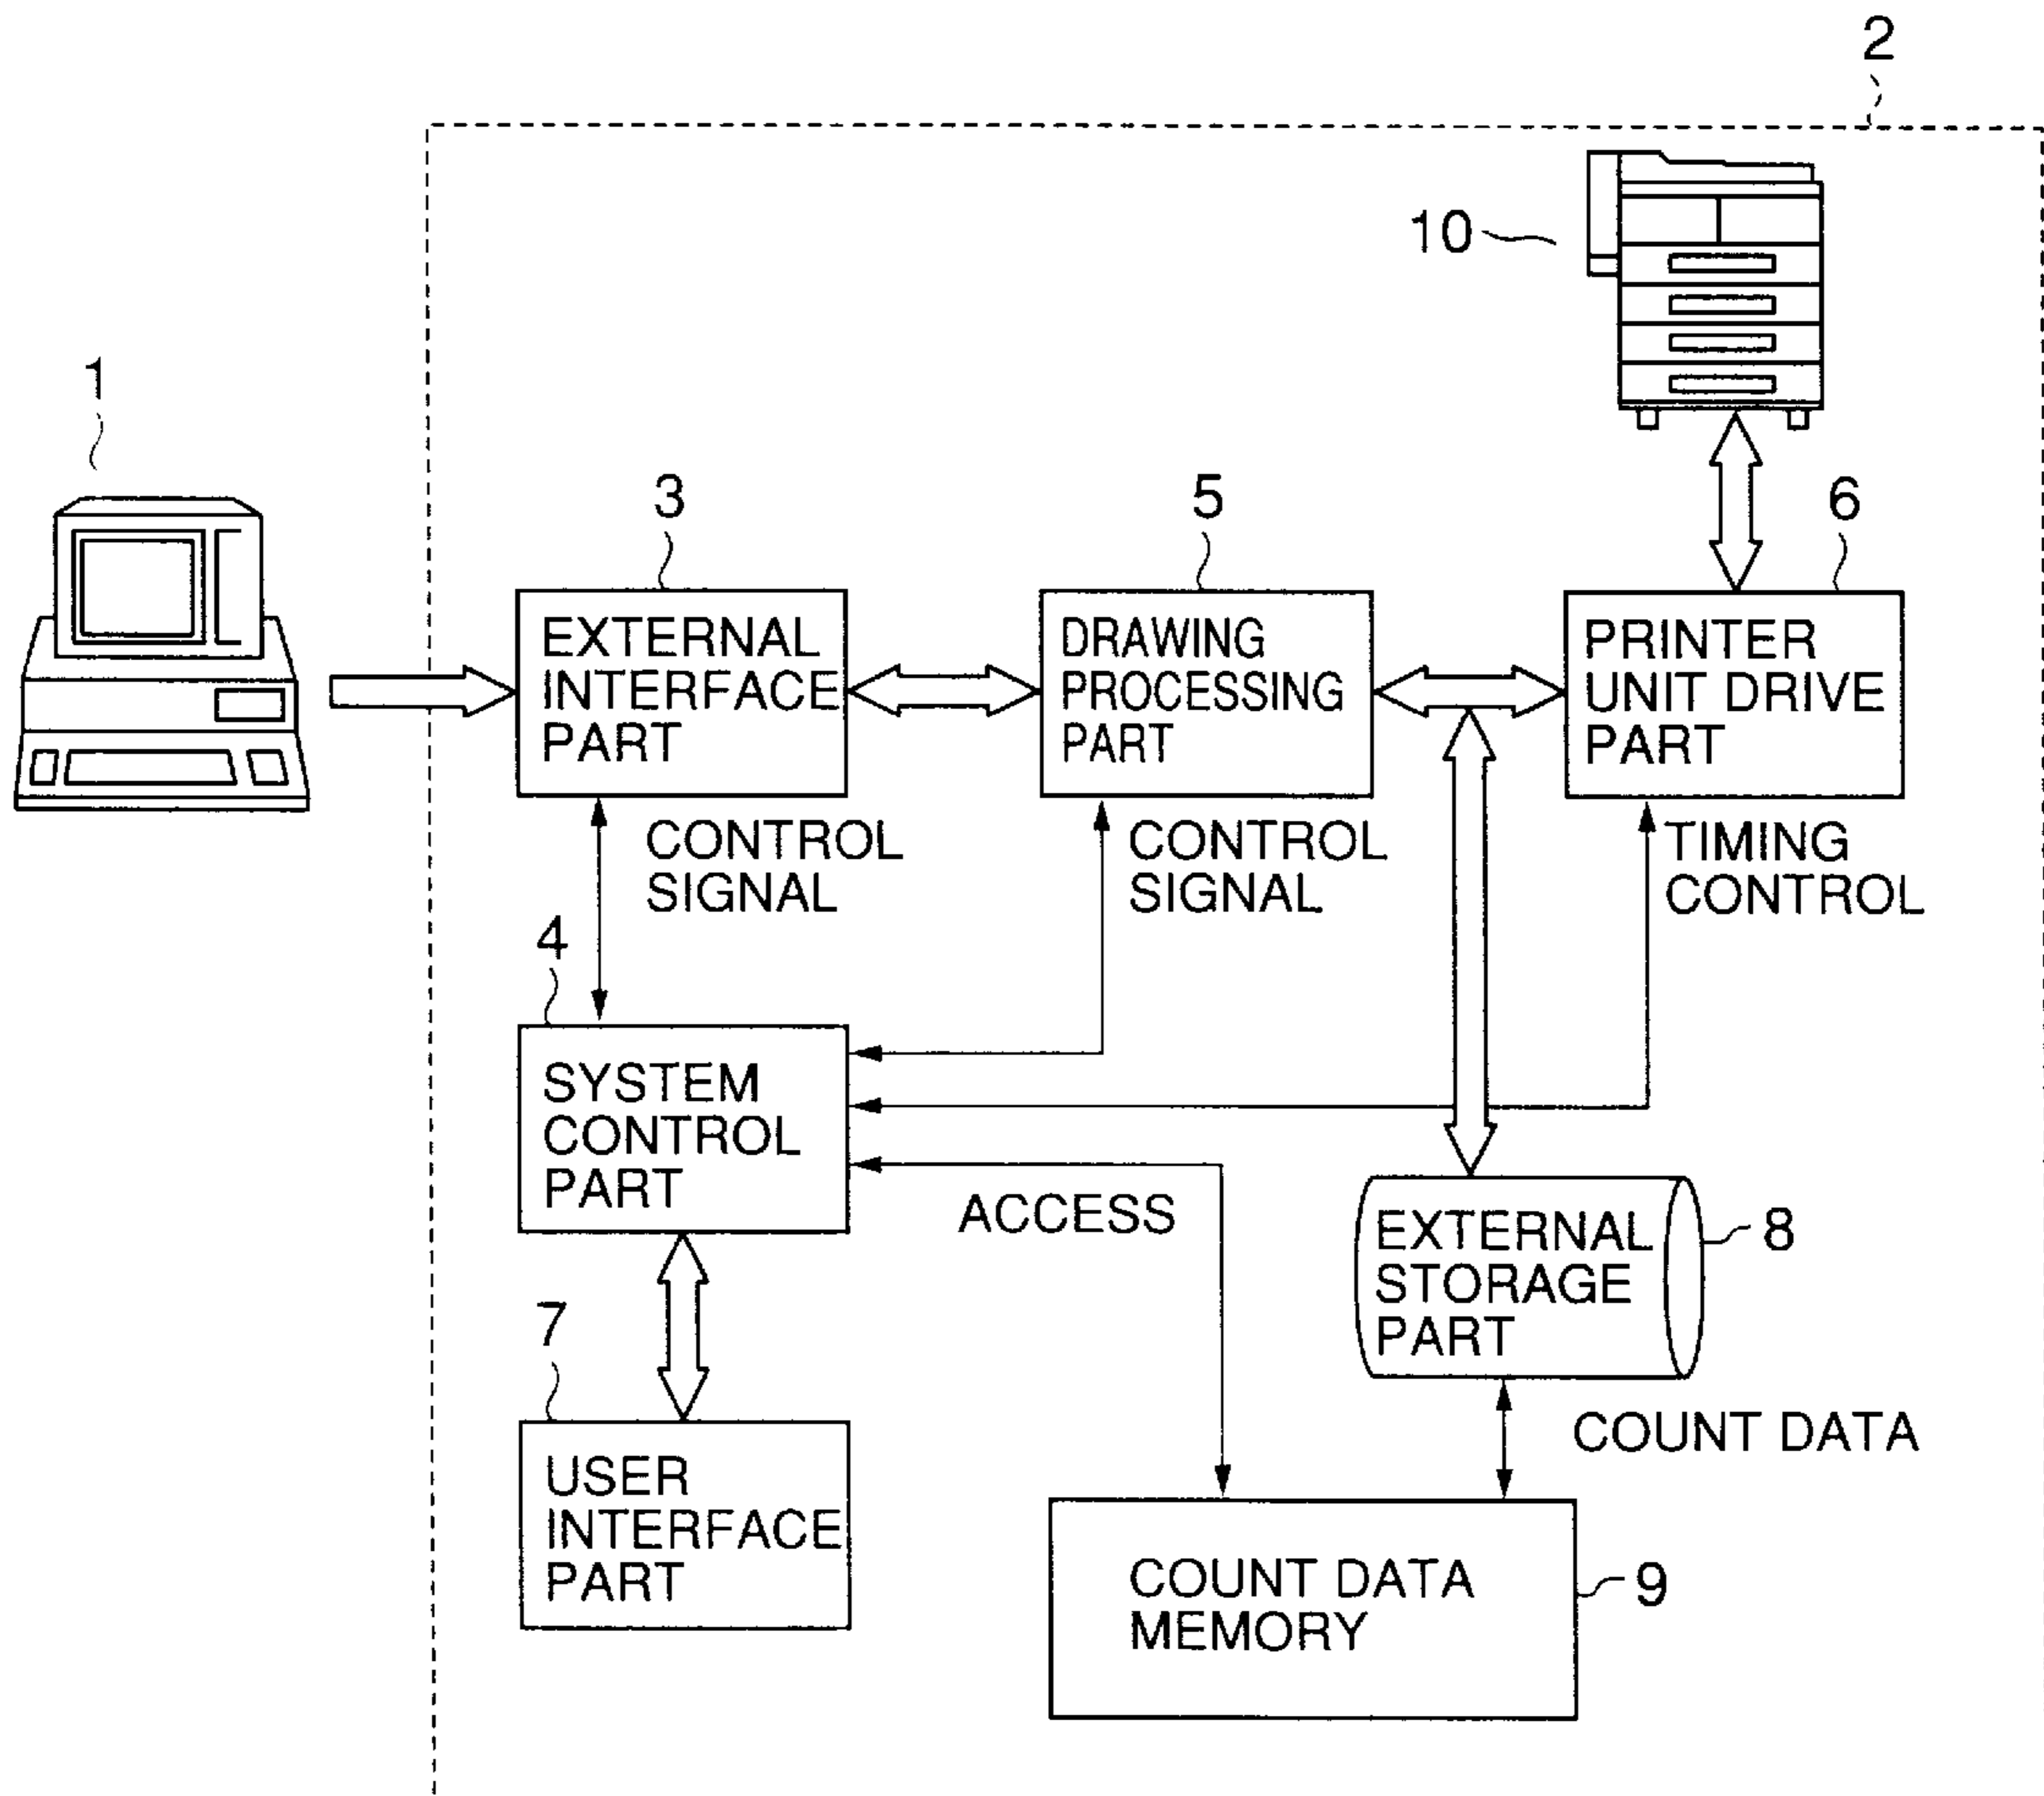 2
10
1
3
5
6
EXTERNAL
INTERFACE
PART
DRAWING
PROCESSING
PART
PRINTER
UNIT DRIVE
PART
CONTROL
SIGNAL
CONTROL
SIGNAL
TIMING
CONTROL
4
SYSTEM
CONTROL
PART
ACCESS
EXTERNAL
STORAGE
PART
8
7
USER
INTERFACE
PART
COUNT DATA
COUNT DATA
MEMORY
9